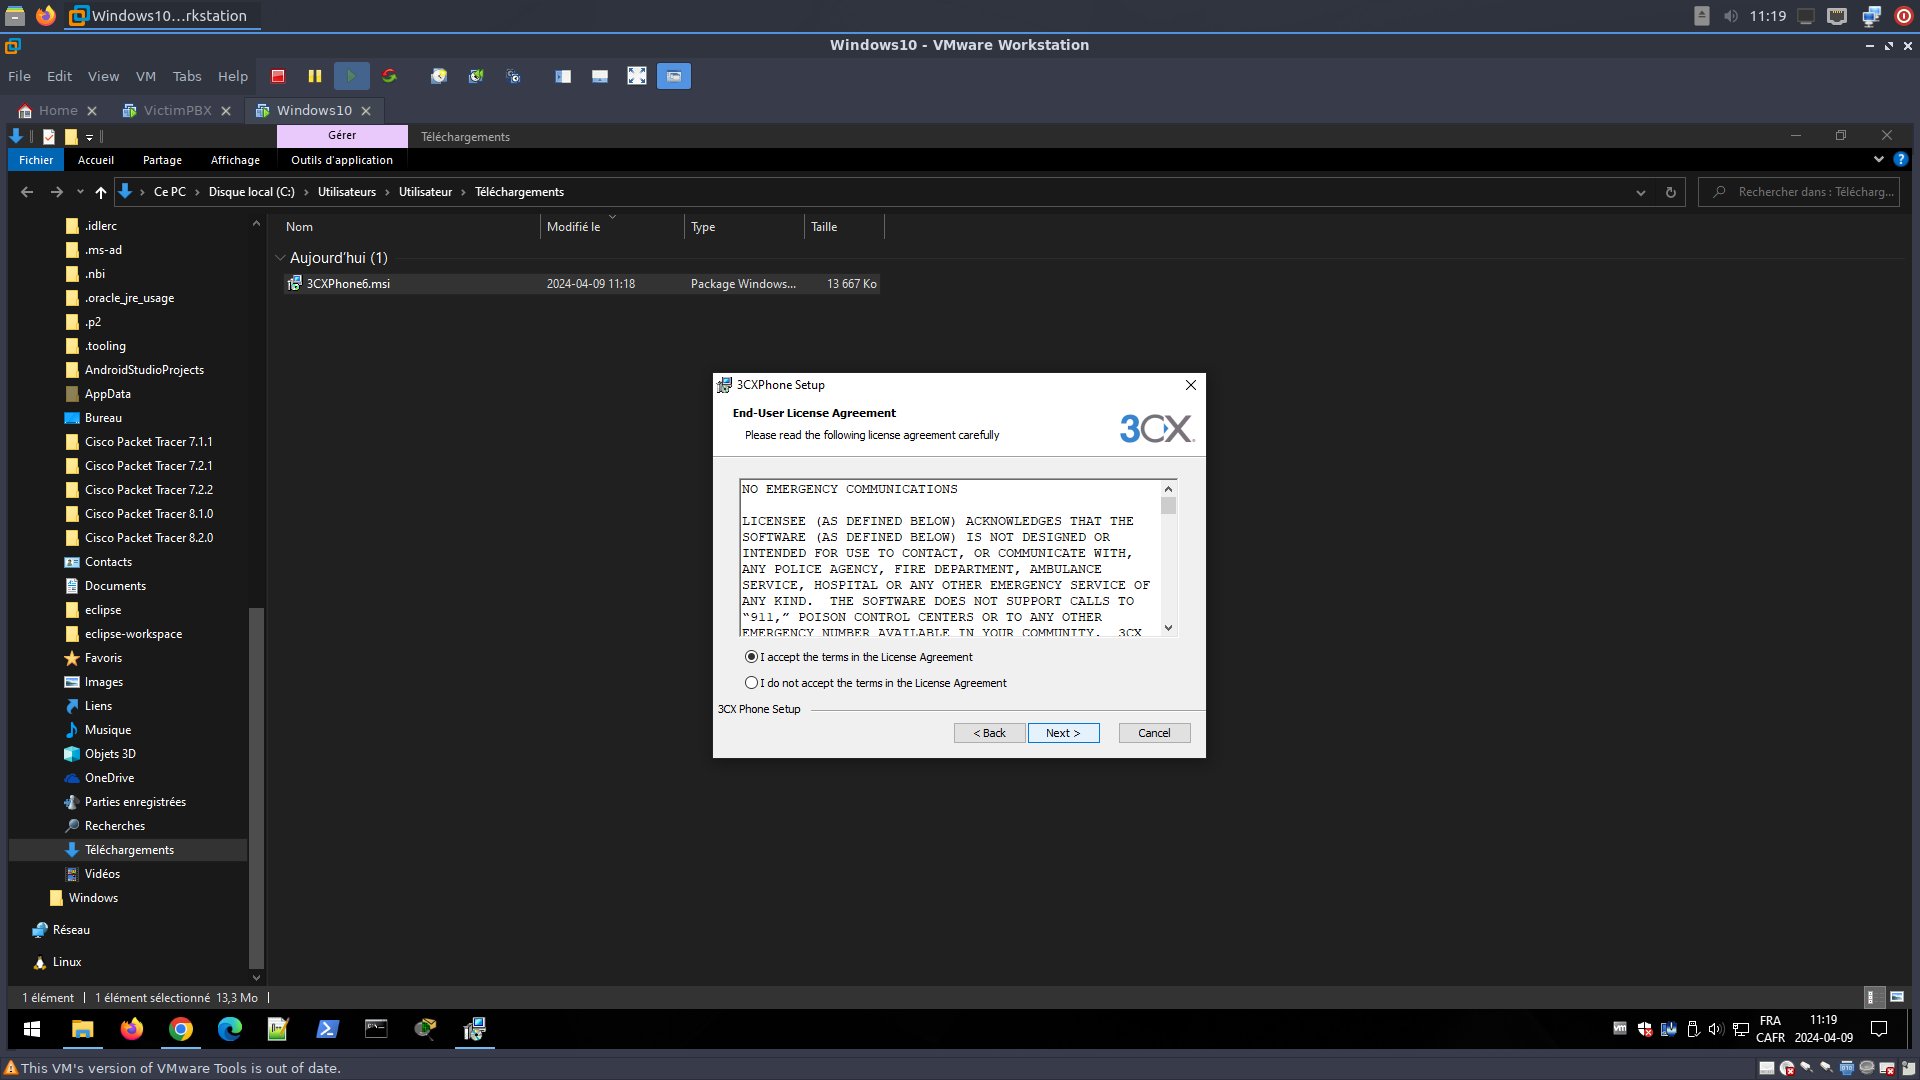 Windows10...rkstation
11:19
Windows10 - VMware Workstation
File Edit View VM Tabs Help
Home VictimPBX Windows10
Gérer Téléchargements
Fichier Accueil Partage Affichage Outils d'application
Ce PC Disque local (C:) Utilisateurs Utilisateur Téléchargements
Rechercher dans : Télécharg...
Nom Modifié le Type Taille
Aujourd'hui (1)
3CXPhone6.msi 2024-04-09 11:18 Package Windows... 13 667 Ko
.idlerc
.ms-ad
.nbi
.oracle_jre_usage
.p2
.tooling
AndroidStudioProjects
AppData
Bureau
Cisco Packet Tracer 7.1.1
Cisco Packet Tracer 7.2.1
Cisco Packet Tracer 7.2.2
Cisco Packet Tracer 8.1.0
Cisco Packet Tracer 8.2.0
Contacts
Documents
eclipse
eclipse-workspace
Favoris
Images
Liens
Musique
Objets 3D
OneDrive
Parties enregistrées
Recherches
Téléchargements
Vidéos
Windows
Réseau
Linux
3CXPhone Setup
End-User License Agreement
Please read the following license agreement carefully
3CX
NO EMERGENCY COMMUNICATIONS
LICENSEE (AS DEFINED BELOW) ACKNOWLEDGES THAT THE
SOFTWARE (AS DEFINED BELOW) IS NOT DESIGNED OR
INTENDED FOR USE TO CONTACT, OR COMMUNICATE WITH,
ANY POLICE AGENCY, FIRE DEPARTMENT, AMBULANCE
SERVICE, HOSPITAL OR ANY OTHER EMERGENCY SERVICE OF
ANY KIND.  THE SOFTWARE DOES NOT SUPPORT CALLS TO
“911,” POISON CONTROL CENTERS OR TO ANY OTHER
EMERGENCY NUMBER AVAILABLE IN YOUR COMMUNITY.  3CX
I accept the terms in the License Agreement
I do not accept the terms in the License Agreement
3CX Phone Setup
< Back Next > Cancel
1 élément 1 élément sélectionné 13,3 Mo
FRA 11:19
CAFR 2024-04-09
This VM's version of VMware Tools is out of date.